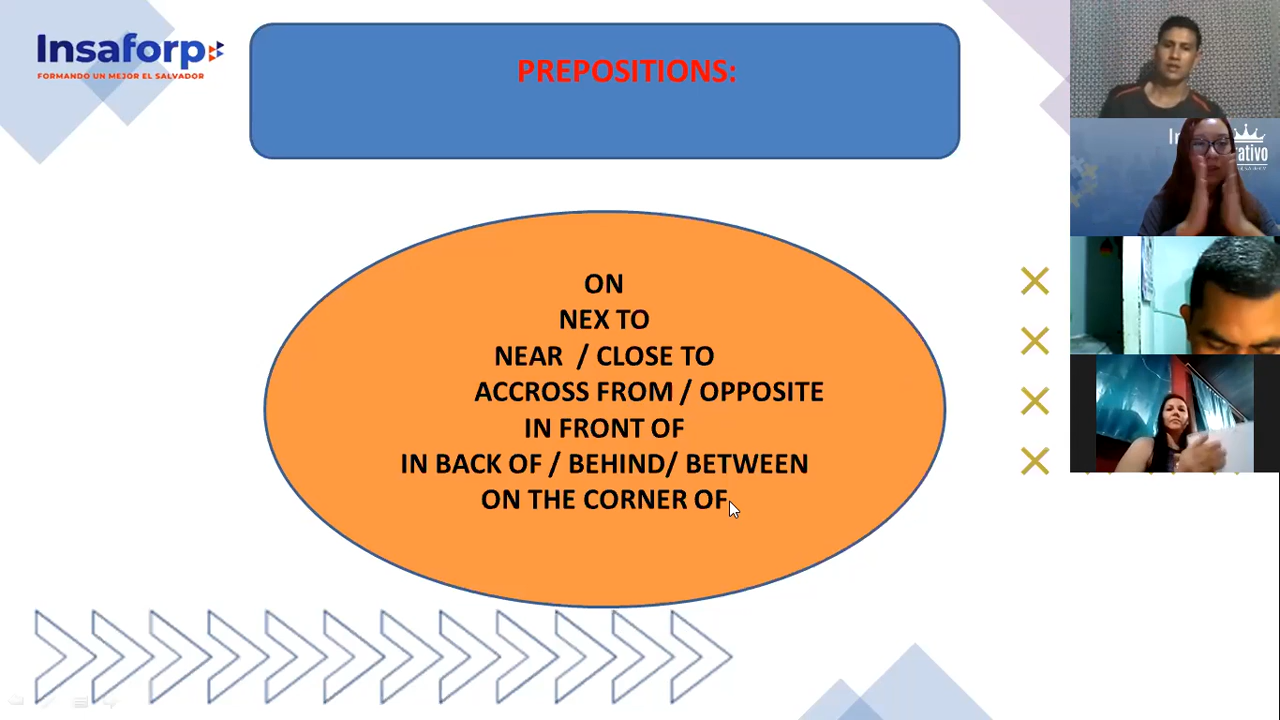 Insaforp
FORMANDO UN MEJOR EL SALVADOR
PREPOSITIONS:
ON
NEX TO
NEAR / CLOSE TO
ACCROSS FROM / OPPOSITE
IN FRONT OF
IN BACK OF / BEHIND/ BETWEEN
ON THE CORNER OF